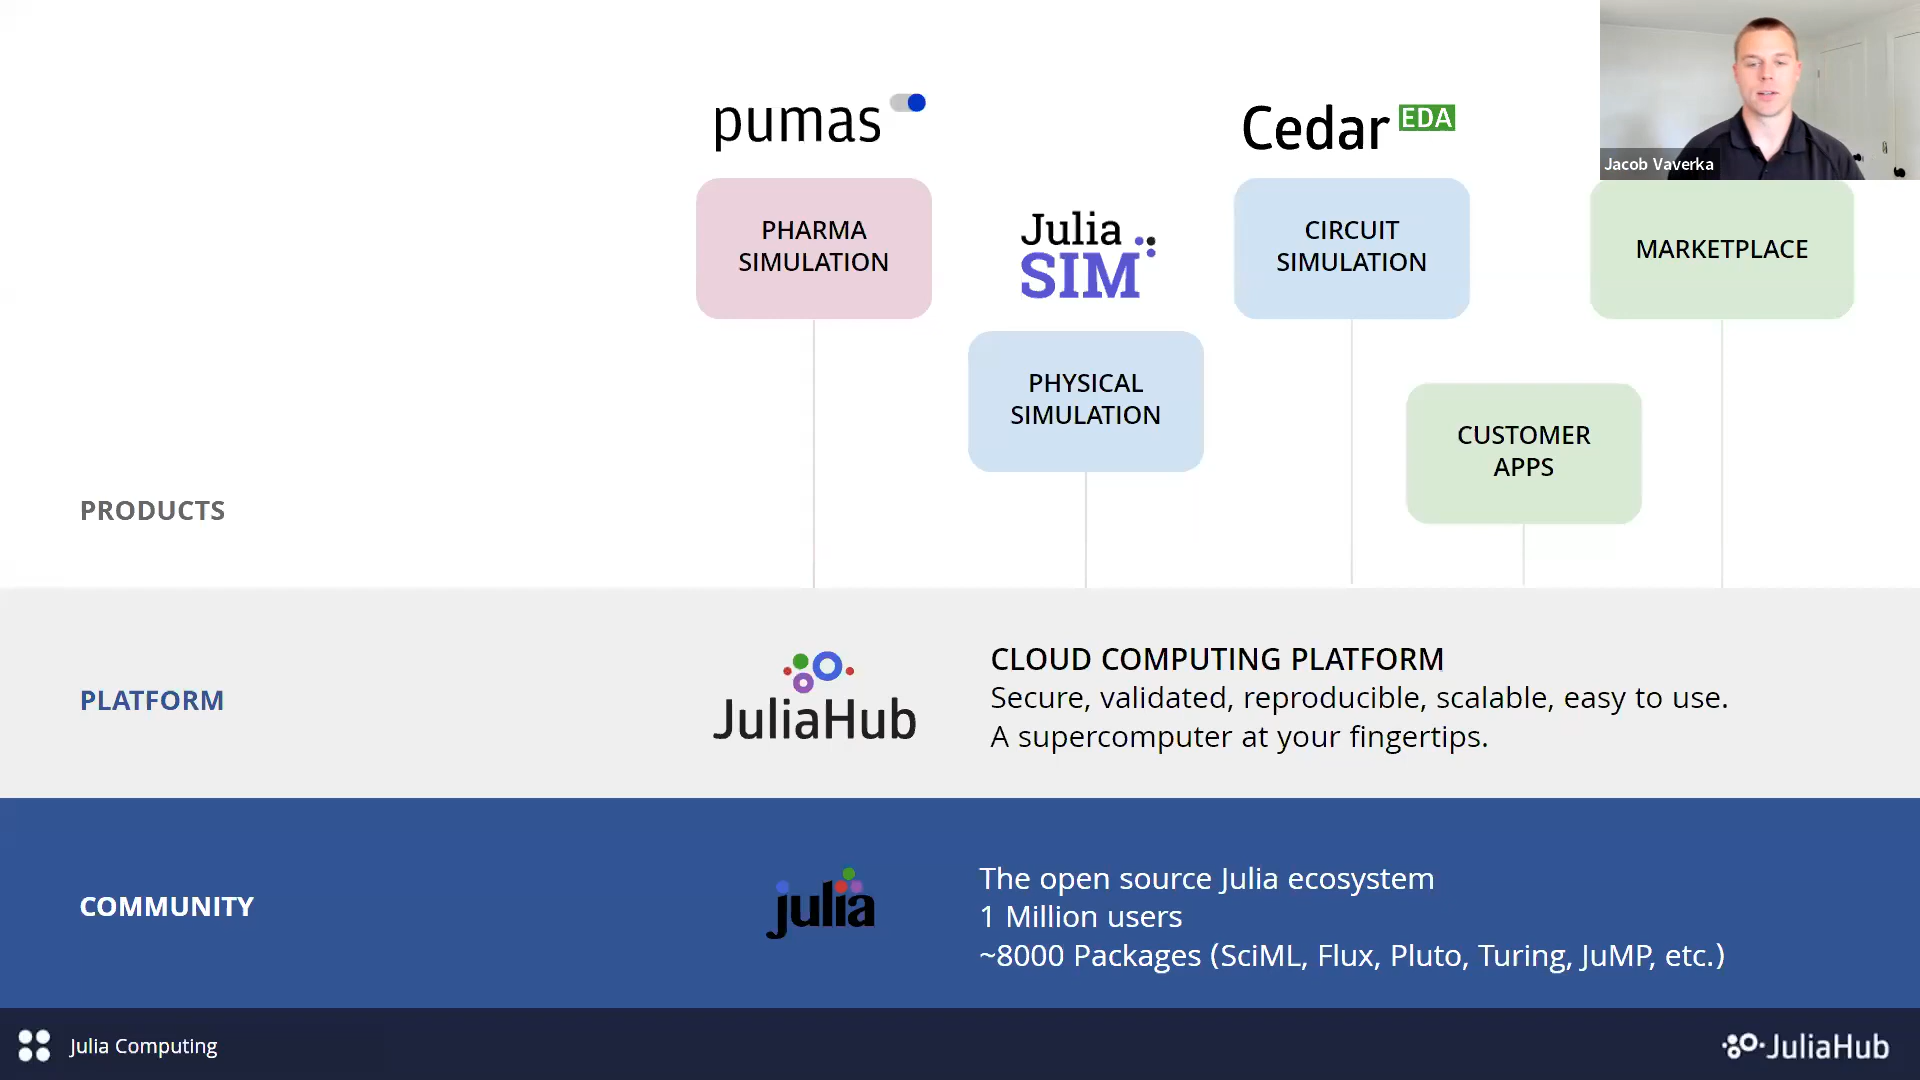 pumas
Cedar EDA
Jacob Vaverka
PHARMA
SIMULATION
Julia
SIM
CIRCUIT
SIMULATION
MARKETPLACE
PHYSICAL
SIMULATION
CUSTOMER
APPS
PRODUCTS
PLATFORM
JuliaHub
CLOUD COMPUTING PLATFORM
Secure, validated, reproducible, scalable, easy to use.
A supercomputer at your fingertips.
COMMUNITY
julia
The open source Julia ecosystem
1 Million users
~8000 Packages (SciML, Flux, Pluto, Turing, JuMP, etc.)
Julia Computing
JuliaHub